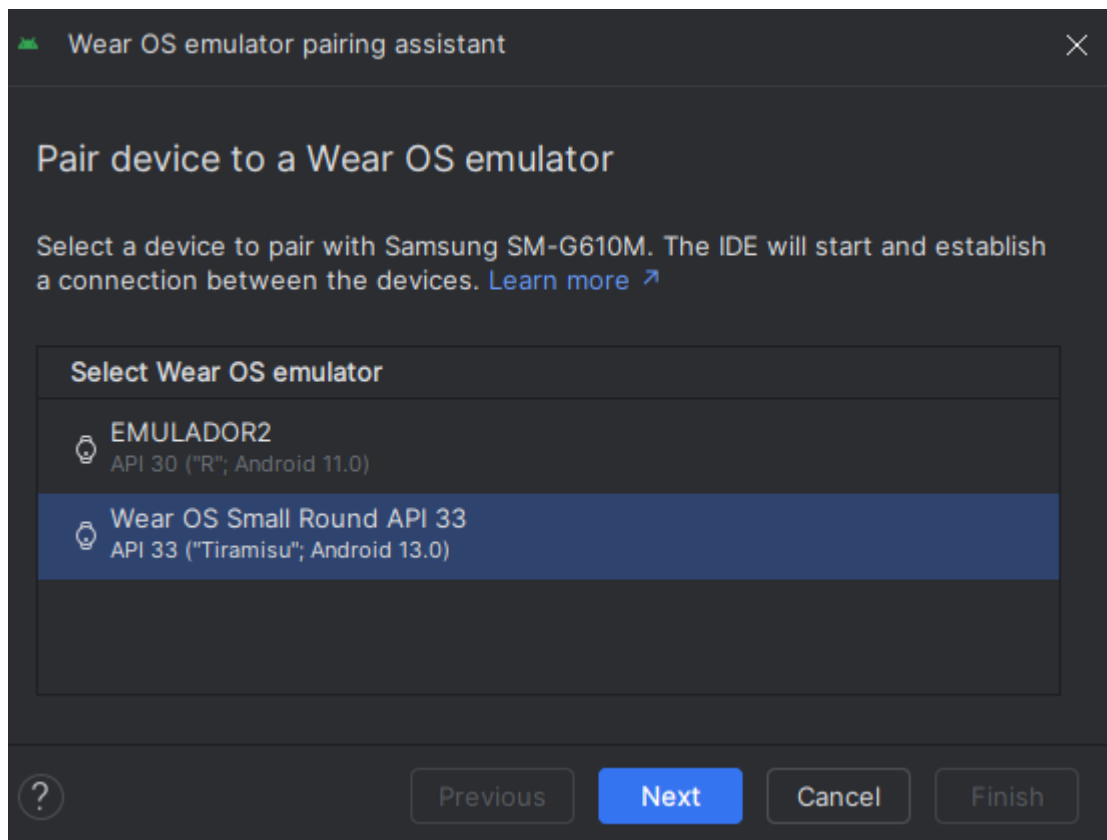 Wear OS emulator pairing assistant
Pair device to a Wear OS emulator
Select a device to pair with Samsung SM-G610M. The IDE will start and establish
a connection between the devices. Learn more ↗
Select Wear OS emulator
EMULADOR2
API 30 ("R"; Android 11.0)
Wear OS Small Round API 33
API 33 ("Tiramisu"; Android 13.0)
? Previous Next Cancel Finish